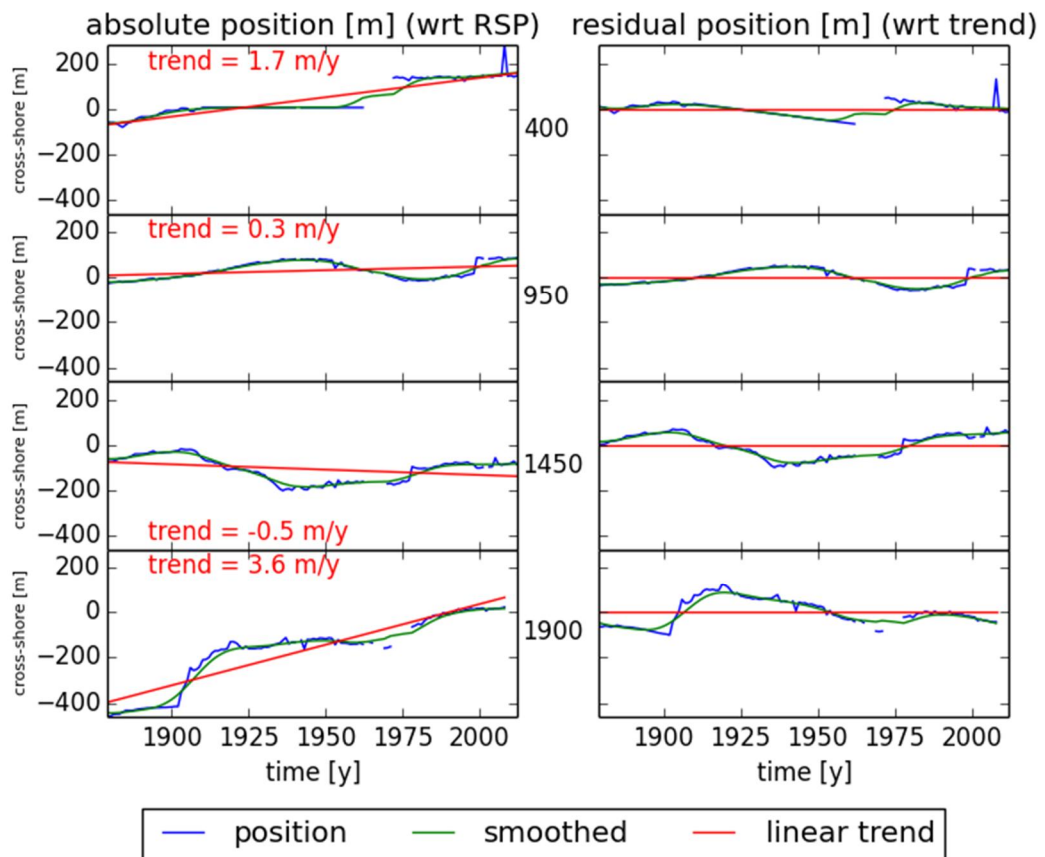 absolute position [m] (wrt RSP)
residual position (wrt trend)
cross-shore [m]
200
0
−200
−400
trend = 1.7 m/y
400
cross-shore [m]
200
0
−200
−400
trend = 0.3 m/y
950
cross-shore [m]
200
0
−200
−400
trend = -0.5 m/y
1450
cross-shore [m]
200
0
−200
−400
trend = 3.6 m/y
1900
1900 1925 1950 1975 2000
1900 1925 1950 1975 2000
time [y]
time [y]
position smoothed linear trend